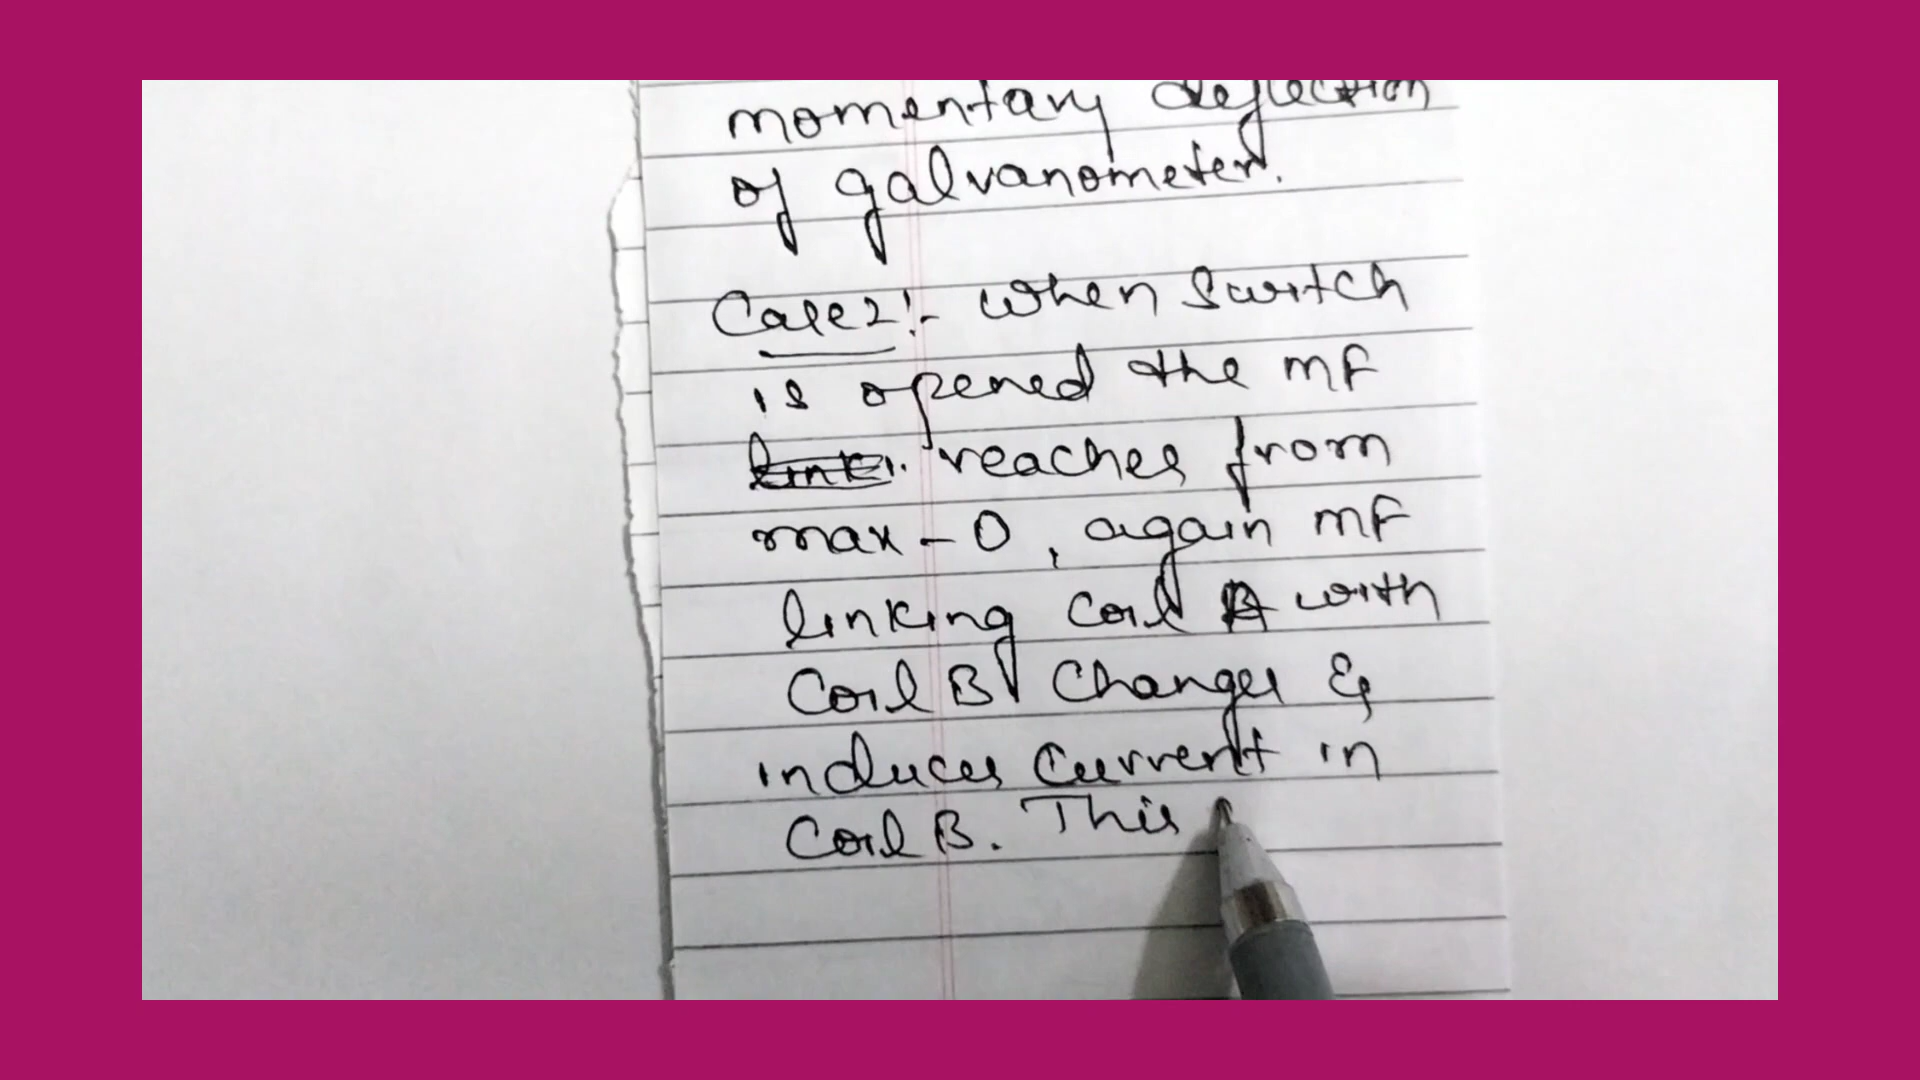 momentary deflection
of galvanometer.
Case2:- When Switch
is opened the MF
reaches from
max - 0, again MF
linking Coil A with
Coil B Changes &
induces Current in
Coil B. This